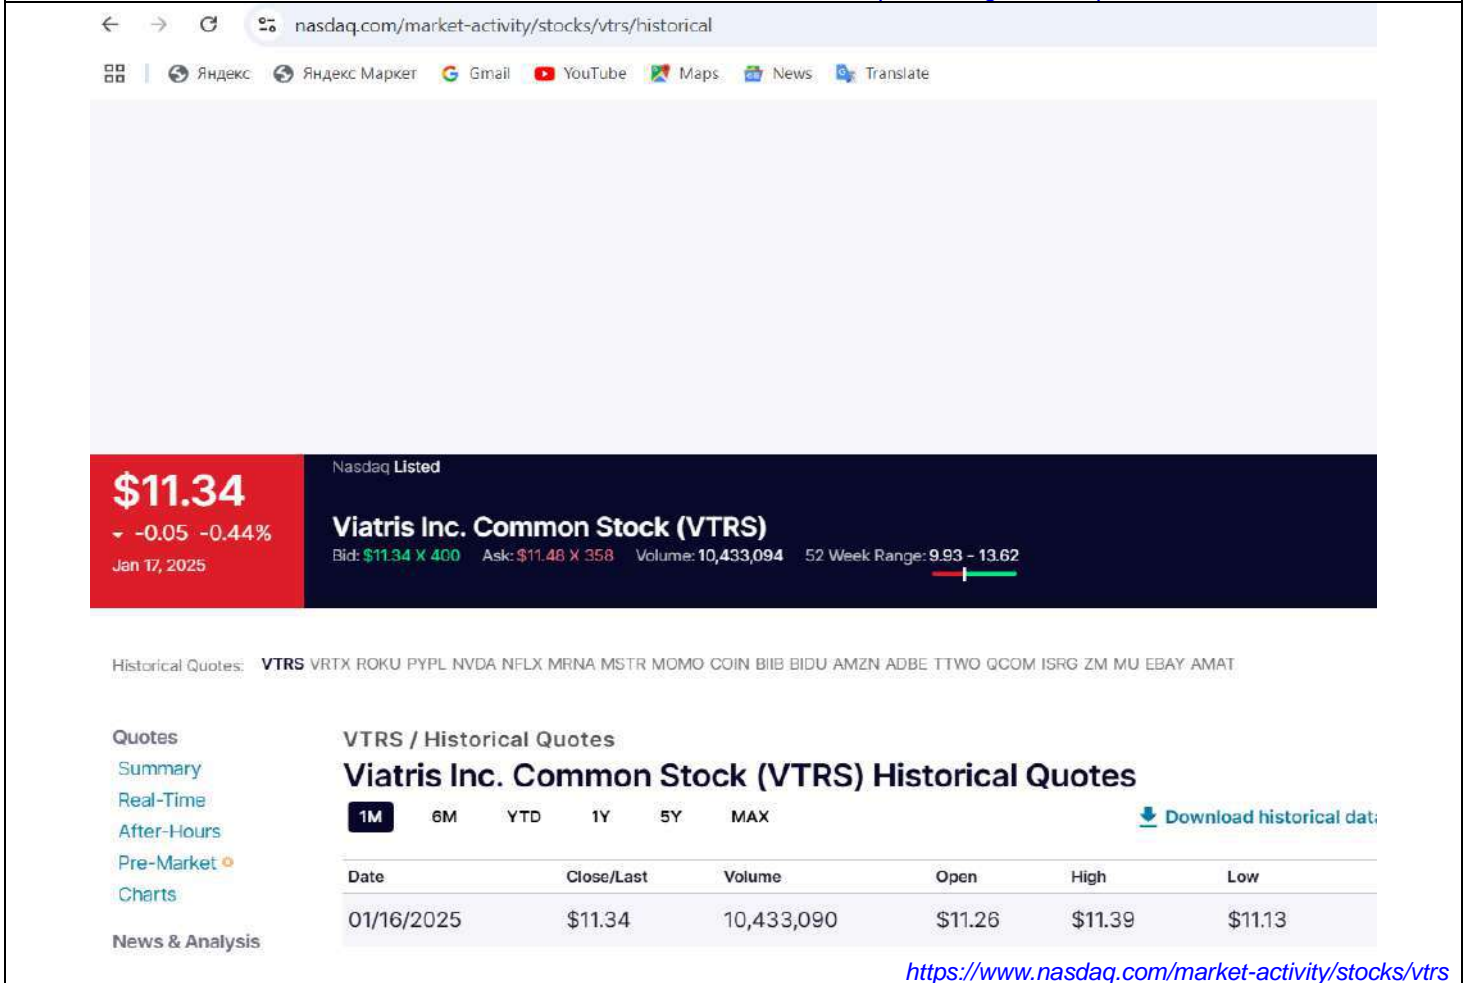 nasdaq.com/market-activity/stocks/vtrs/historical
Яндекс Яндекс Маркет Gmail YouTube Maps News Translate
$11.34
-0.05 -0.44%
Jan 17, 2025
Nasdaq Listed
Viatris Inc. Common Stock (VTRS)
Bid: $11.34 X 400 Ask: $11.48 X 358 Volume: 10,433,094 52 Week Range: 9.93 - 13.62
Historical Quotes: VTRS VRTX ROKU PYPL NVDA NFLX MRNA MSTR MOMO COIN BIIB BIDU AMZN ADBE TTWO QCOM ISRG ZM MU EBAY AMAT
Quotes
Summary
Real-Time
After-Hours
Pre-Market
Charts
News & Analysis
VTRS / Historical Quotes
Viatris Inc. Common Stock (VTRS) Historical Quotes
1M 6M YTD 1Y 5Y MAX
Download historical data
Date Close/Last Volume Open High Low
01/16/2025 $11.34 10,433,090 $11.26 $11.39 $11.13
https://www.nasdaq.com/market-activity/stocks/vtrs